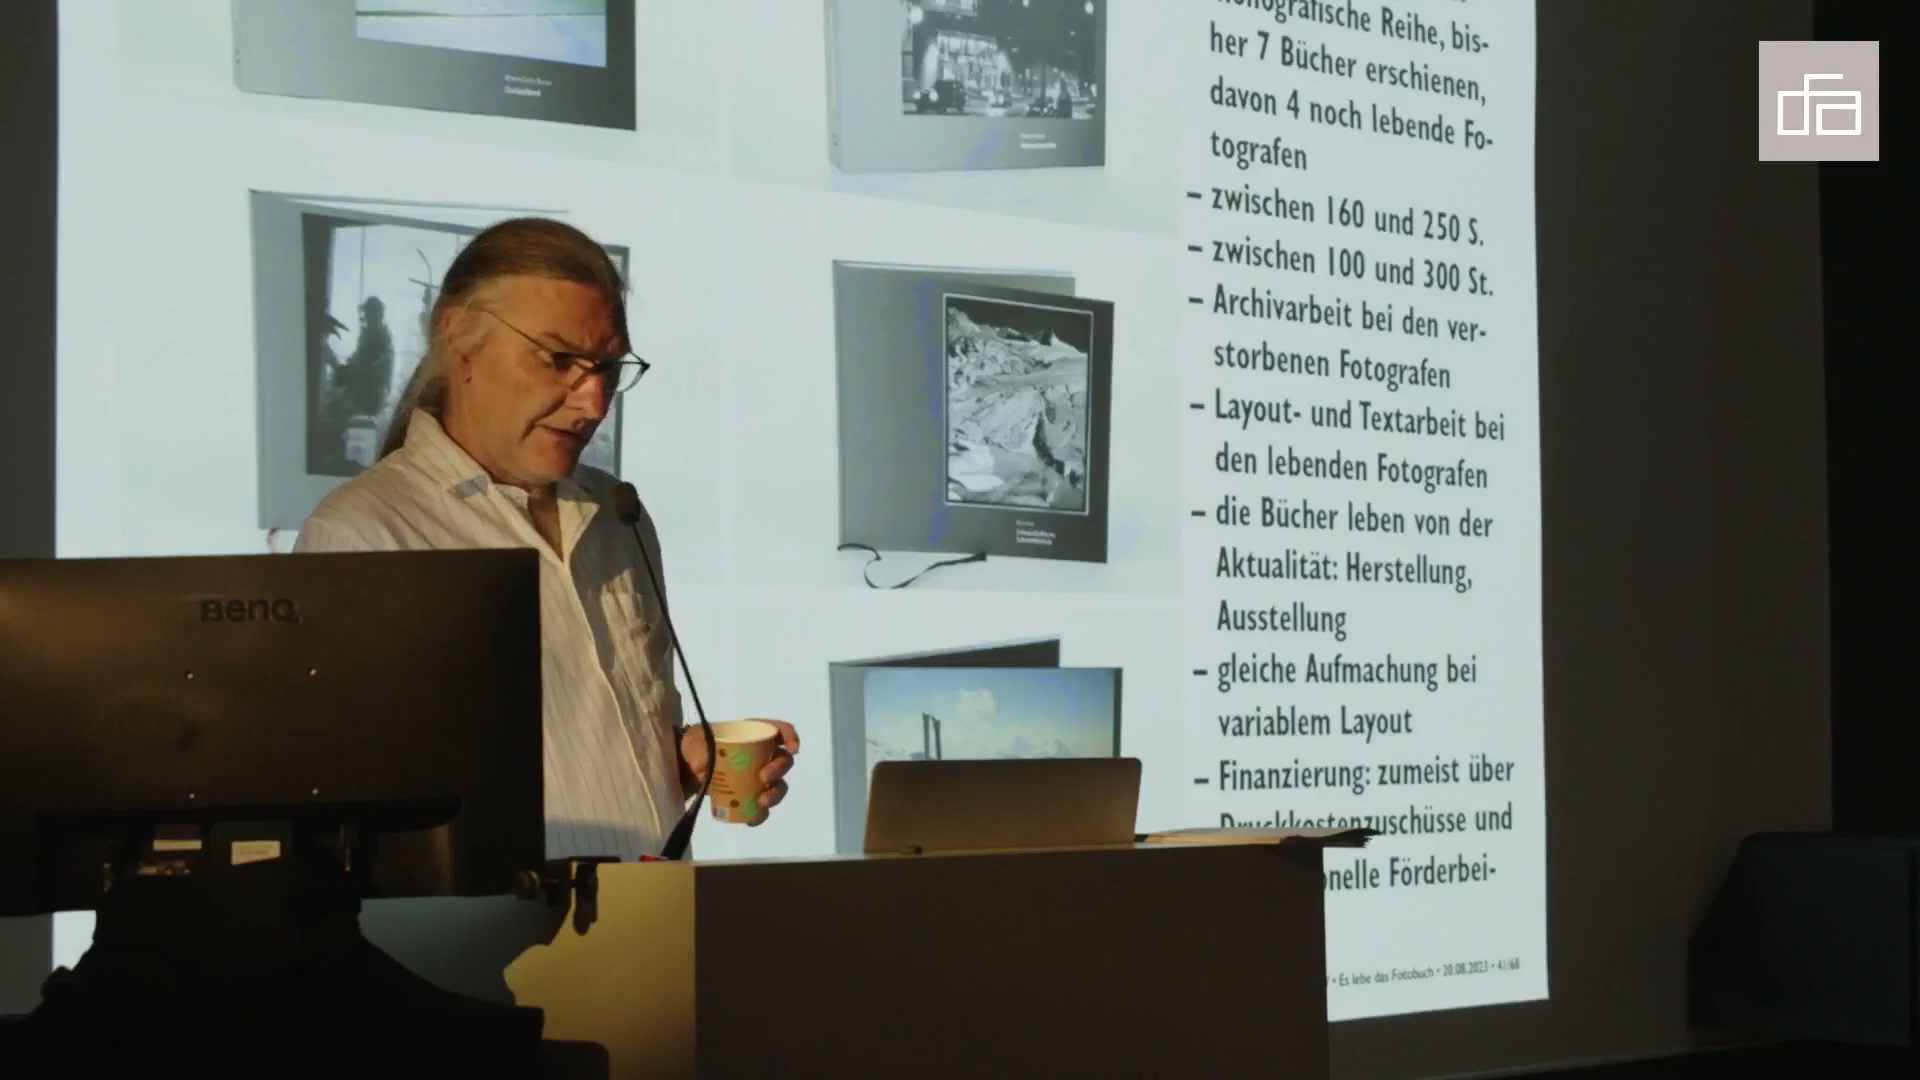 monografische Reihe, bis-
her 7 Bücher erschienen,
davon 4 noch lebende Fo-
tografen
– zwischen 160 und 250 S.
– zwischen 100 und 300 St.
– Archivarbeit bei den ver-
storbenen Fotografen
– Layout- und Textarbeit bei
den lebenden Fotografen
– die Bücher leben von der
Aktualität: Herstellung,
Ausstellung
– gleiche Aufmachung bei
variablem Layout
– Finanzierung: zumeist über
Druckkostenzuschüsse und
onelle Förderbei-
• Es lebe das Fotobuch • 20.08.2023 • 41/68
BenQ
dfa